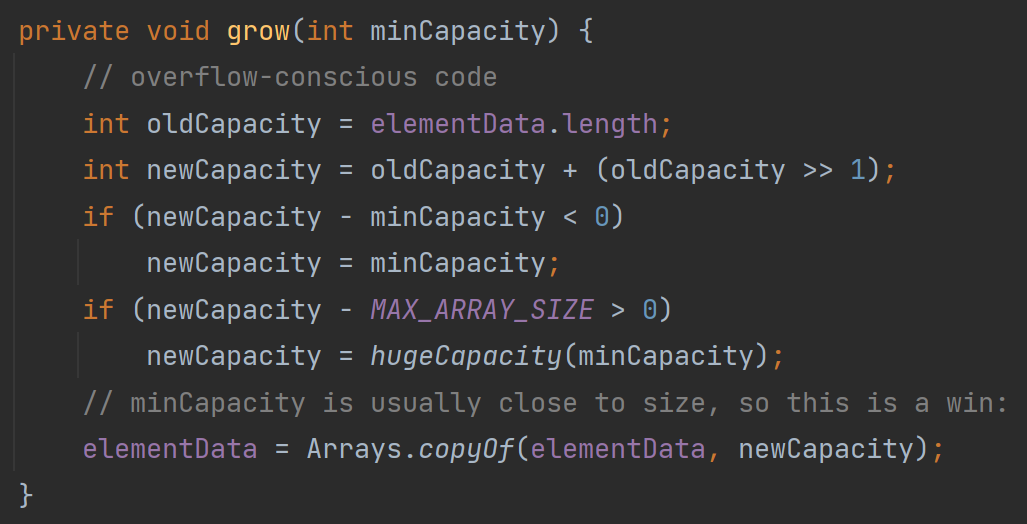 private void grow(int minCapacity) {
// overflow-conscious code
int oldCapacity = elementData.length;
int newCapacity = oldCapacity + (oldCapacity >> 1);
if (newCapacity - minCapacity < 0)
newCapacity = minCapacity;
if (newCapacity - MAX_ARRAY_SIZE > 0)
newCapacity = hugeCapacity(minCapacity);
// minCapacity is usually close to size, so this is a win:
elementData = Arrays.copyOf(elementData, newCapacity);
}